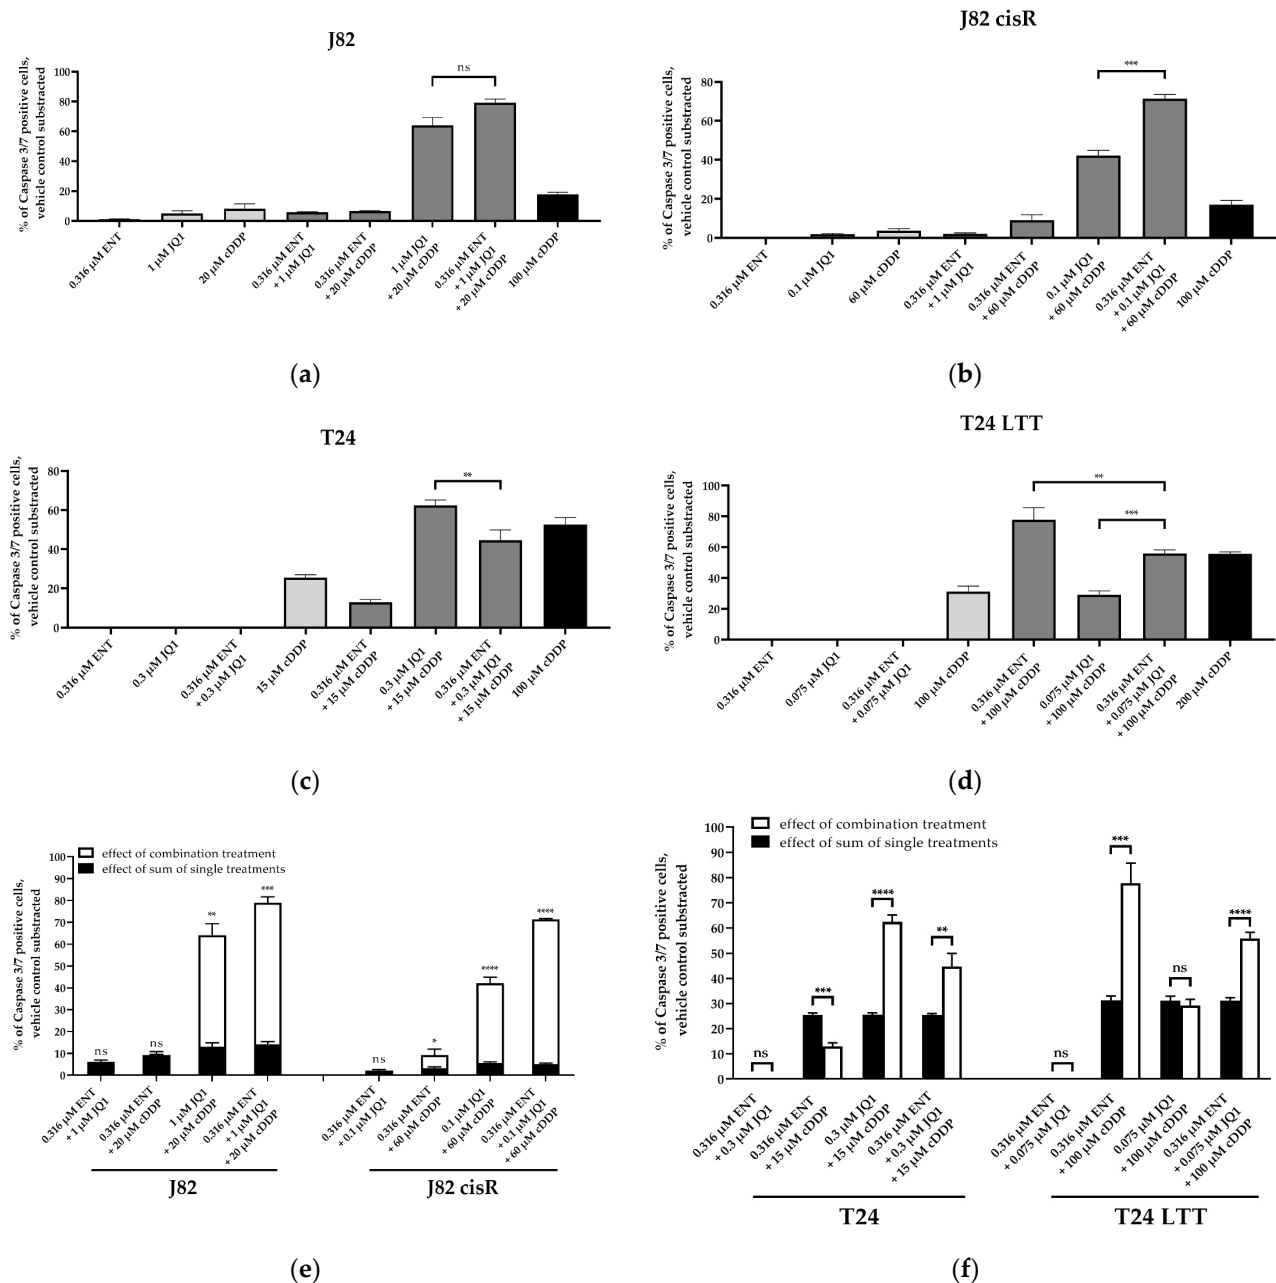 J82
% of Caspase 3/7 positive cells,
vehicle control substracted
100
80
60
40
20
0
ns
0.316 µM ENT
1 µM JQ1
20 µM cDDP
0.316 µM ENT
+ 1 µM JQ1
0.316 µM ENT
+ 20 µM cDDP
1 µM JQ1
+ 20 µM cDDP
0.316 µM ENT
+ 1 µM JQ1
+ 20 µM cDDP
100 µM cDDP
(a)
J82 cisR
% of Caspase 3/7 positive cells,
vehicle control substracted
80
60
40
20
0
***
0.316 µM ENT
0.1 µM JQ1
60 µM cDDP
0.316 µM ENT
+ 1 µM JQ1
0.316 µM ENT
+ 60 µM cDDP
0.1 µM JQ1
+ 60 µM cDDP
0.316 µM ENT
+ 0.1 µM JQ1
+ 60 µM cDDP
100 µM cDDP
(b)
T24
% of Caspase 3/7 positive cells,
vehicle control substracted
80
60
40
20
0
**
0.316 µM ENT
0.3 µM JQ1
0.316 µM ENT
+ 0.3 µM JQ1
15 µM cDDP
0.316 µM ENT
+ 15 µM cDDP
0.3 µM JQ1
+ 15 µM cDDP
0.316 µM ENT
+ 0.3 µM JQ1
+ 15 µM cDDP
100 µM cDDP
(c)
T24 LTT
% of Caspase 3/7 positive cells,
vehicle control substracted
100
80
60
40
20
0
**
***
0.316 µM ENT
0.075 µM JQ1
0.316 µM ENT
+ 0.075 µM JQ1
100 µM cDDP
0.316 µM ENT
+ 100 µM cDDP
0.075 µM JQ1
+ 100 µM cDDP
0.316 µM ENT
+ 0.075 µM JQ1
+ 100 µM cDDP
200 µM cDDP
(d)
effect of combination treatment
effect of sum of single treatments
% of Caspase 3/7 positive cells,
vehicle control substracted
100
90
80
70
60
50
40
30
20
10
0
ns
ns
**
***
ns
*
****
****
0.316 µM ENT
+ 1 µM JQ1
0.316 µM ENT
+ 20 µM cDDP
1 µM JQ1
+ 20 µM cDDP
0.316 µM ENT
+ 1 µM JQ1
+ 20 µM cDDP
0.316 µM ENT
+ 0.1 µM JQ1
0.316 µM ENT
+ 60 µM cDDP
0.1 µM JQ1
+ 60 µM cDDP
0.316 µM ENT
+ 0.1 µM JQ1
+ 60 µM cDDP
J82
J82 cisR
(e)
effect of combination treatment
effect of sum of single treatments
% of Caspase 3/7 positive cells,
vehicle control substracted
100
90
80
70
60
50
40
30
20
10
0
ns
***
****
**
ns
***
ns
****
0.316 µM ENT
+ 0.3 µM JQ1
0.316 µM ENT
+ 15 µM cDDP
0.3 µM JQ1
+ 15 µM cDDP
0.316 µM ENT
+ 0.3 µM JQ1
+ 15 µM cDDP
0.316 µM ENT
+ 0.075 µM JQ1
0.316 µM ENT
+ 100 µM cDDP
0.075 µM JQ1
+ 100 µM cDDP
0.316 µM ENT
+ 0.075 µM JQ1
+ 100 µM cDDP
T24
T24 LTT
(f)